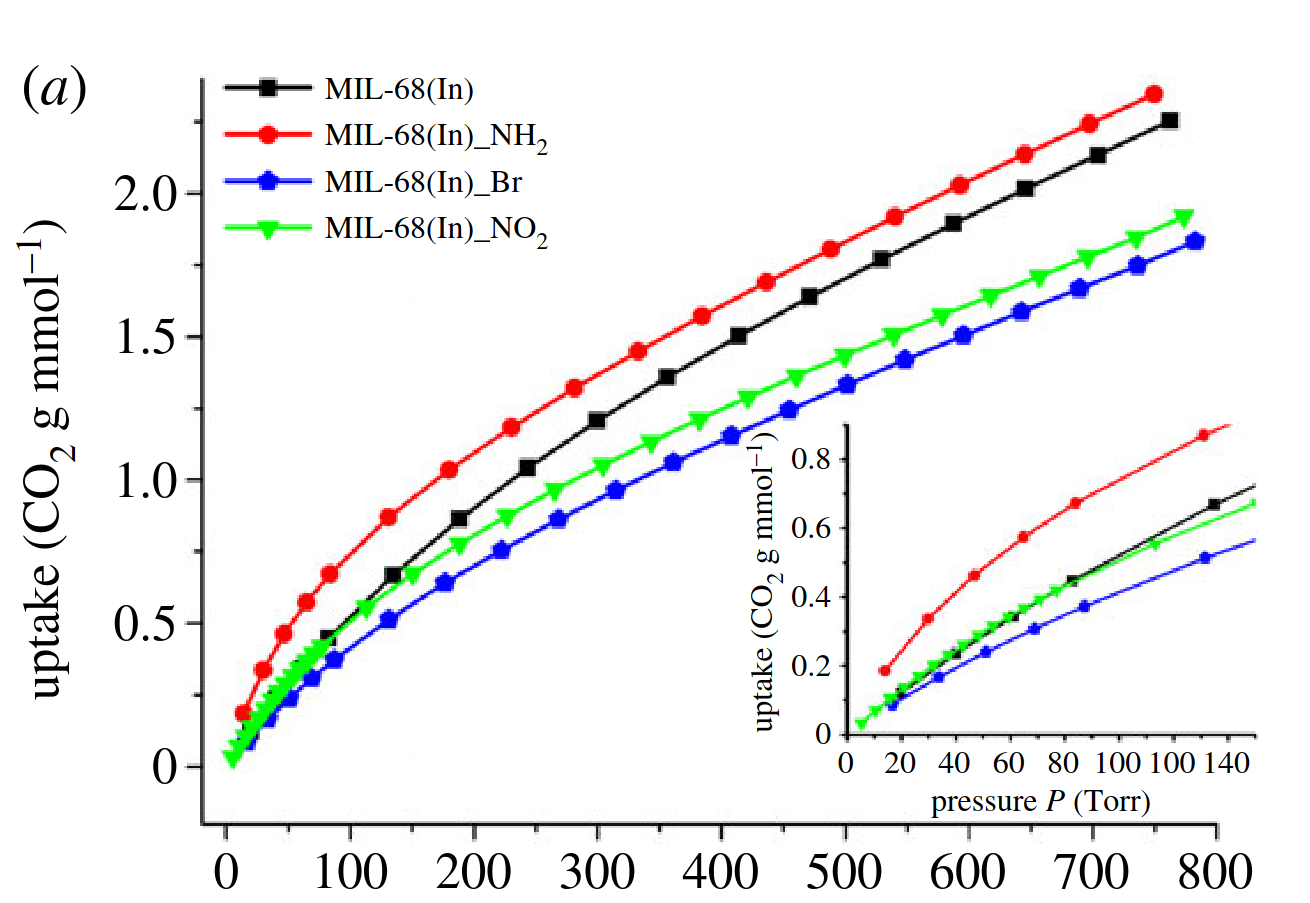 (a)
MIL-68(In)
MIL-68(In)_NH2
MIL-68(In)_Br
MIL-68(In)_NO2
uptake (CO2 g mmol−1)
2.0
1.5
1.0
0.5
0
0 100 200 300 400 500 600 700 800
uptake (CO2 g mmol−1)
0.8
0.6
0.4
0.2
0
0 20 40 60 80 100 100 140
pressure P (Torr)